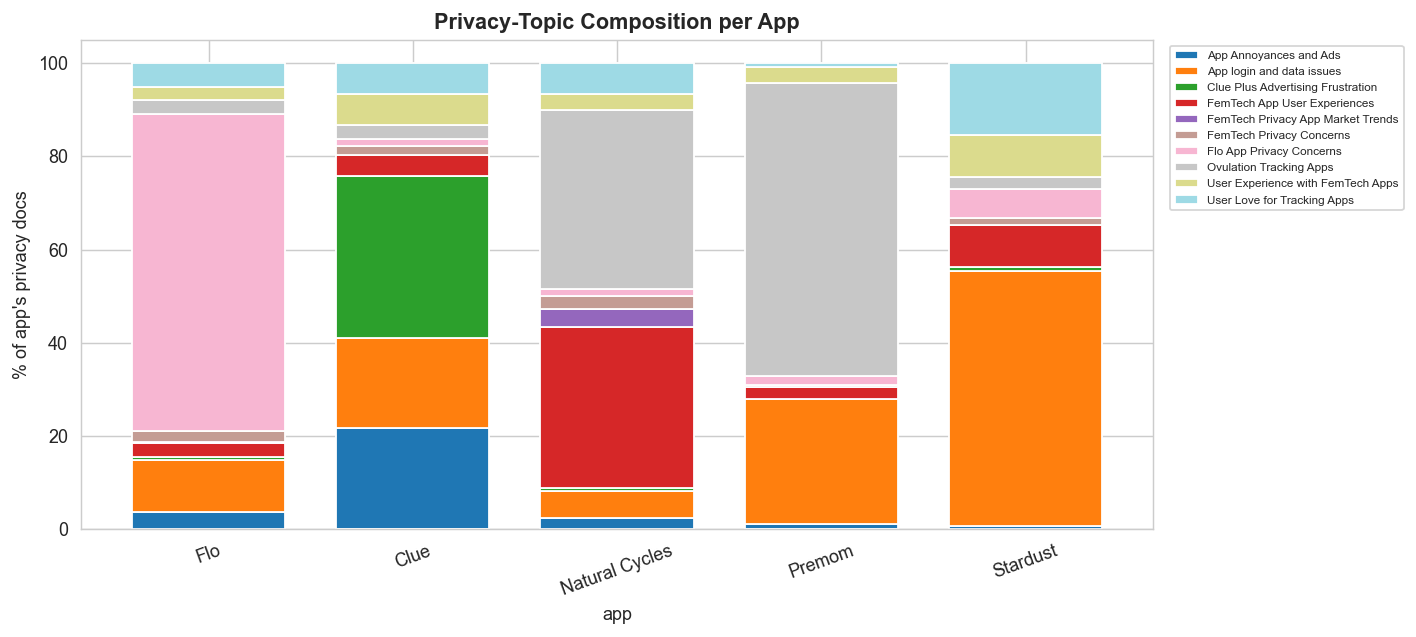 Privacy-Topic Composition per App
100
80
60
40
20
0
% of app's privacy docs
Flo
Clue
Natural Cycles
Premom
Stardust
app
App Annoyances and Ads
App login and data issues
Clue Plus Advertising Frustration
FemTech App User Experiences
FemTech Privacy App Market Trends
FemTech Privacy Concerns
Flo App Privacy Concerns
Ovulation Tracking Apps
User Experience with FemTech Apps
User Love for Tracking Apps